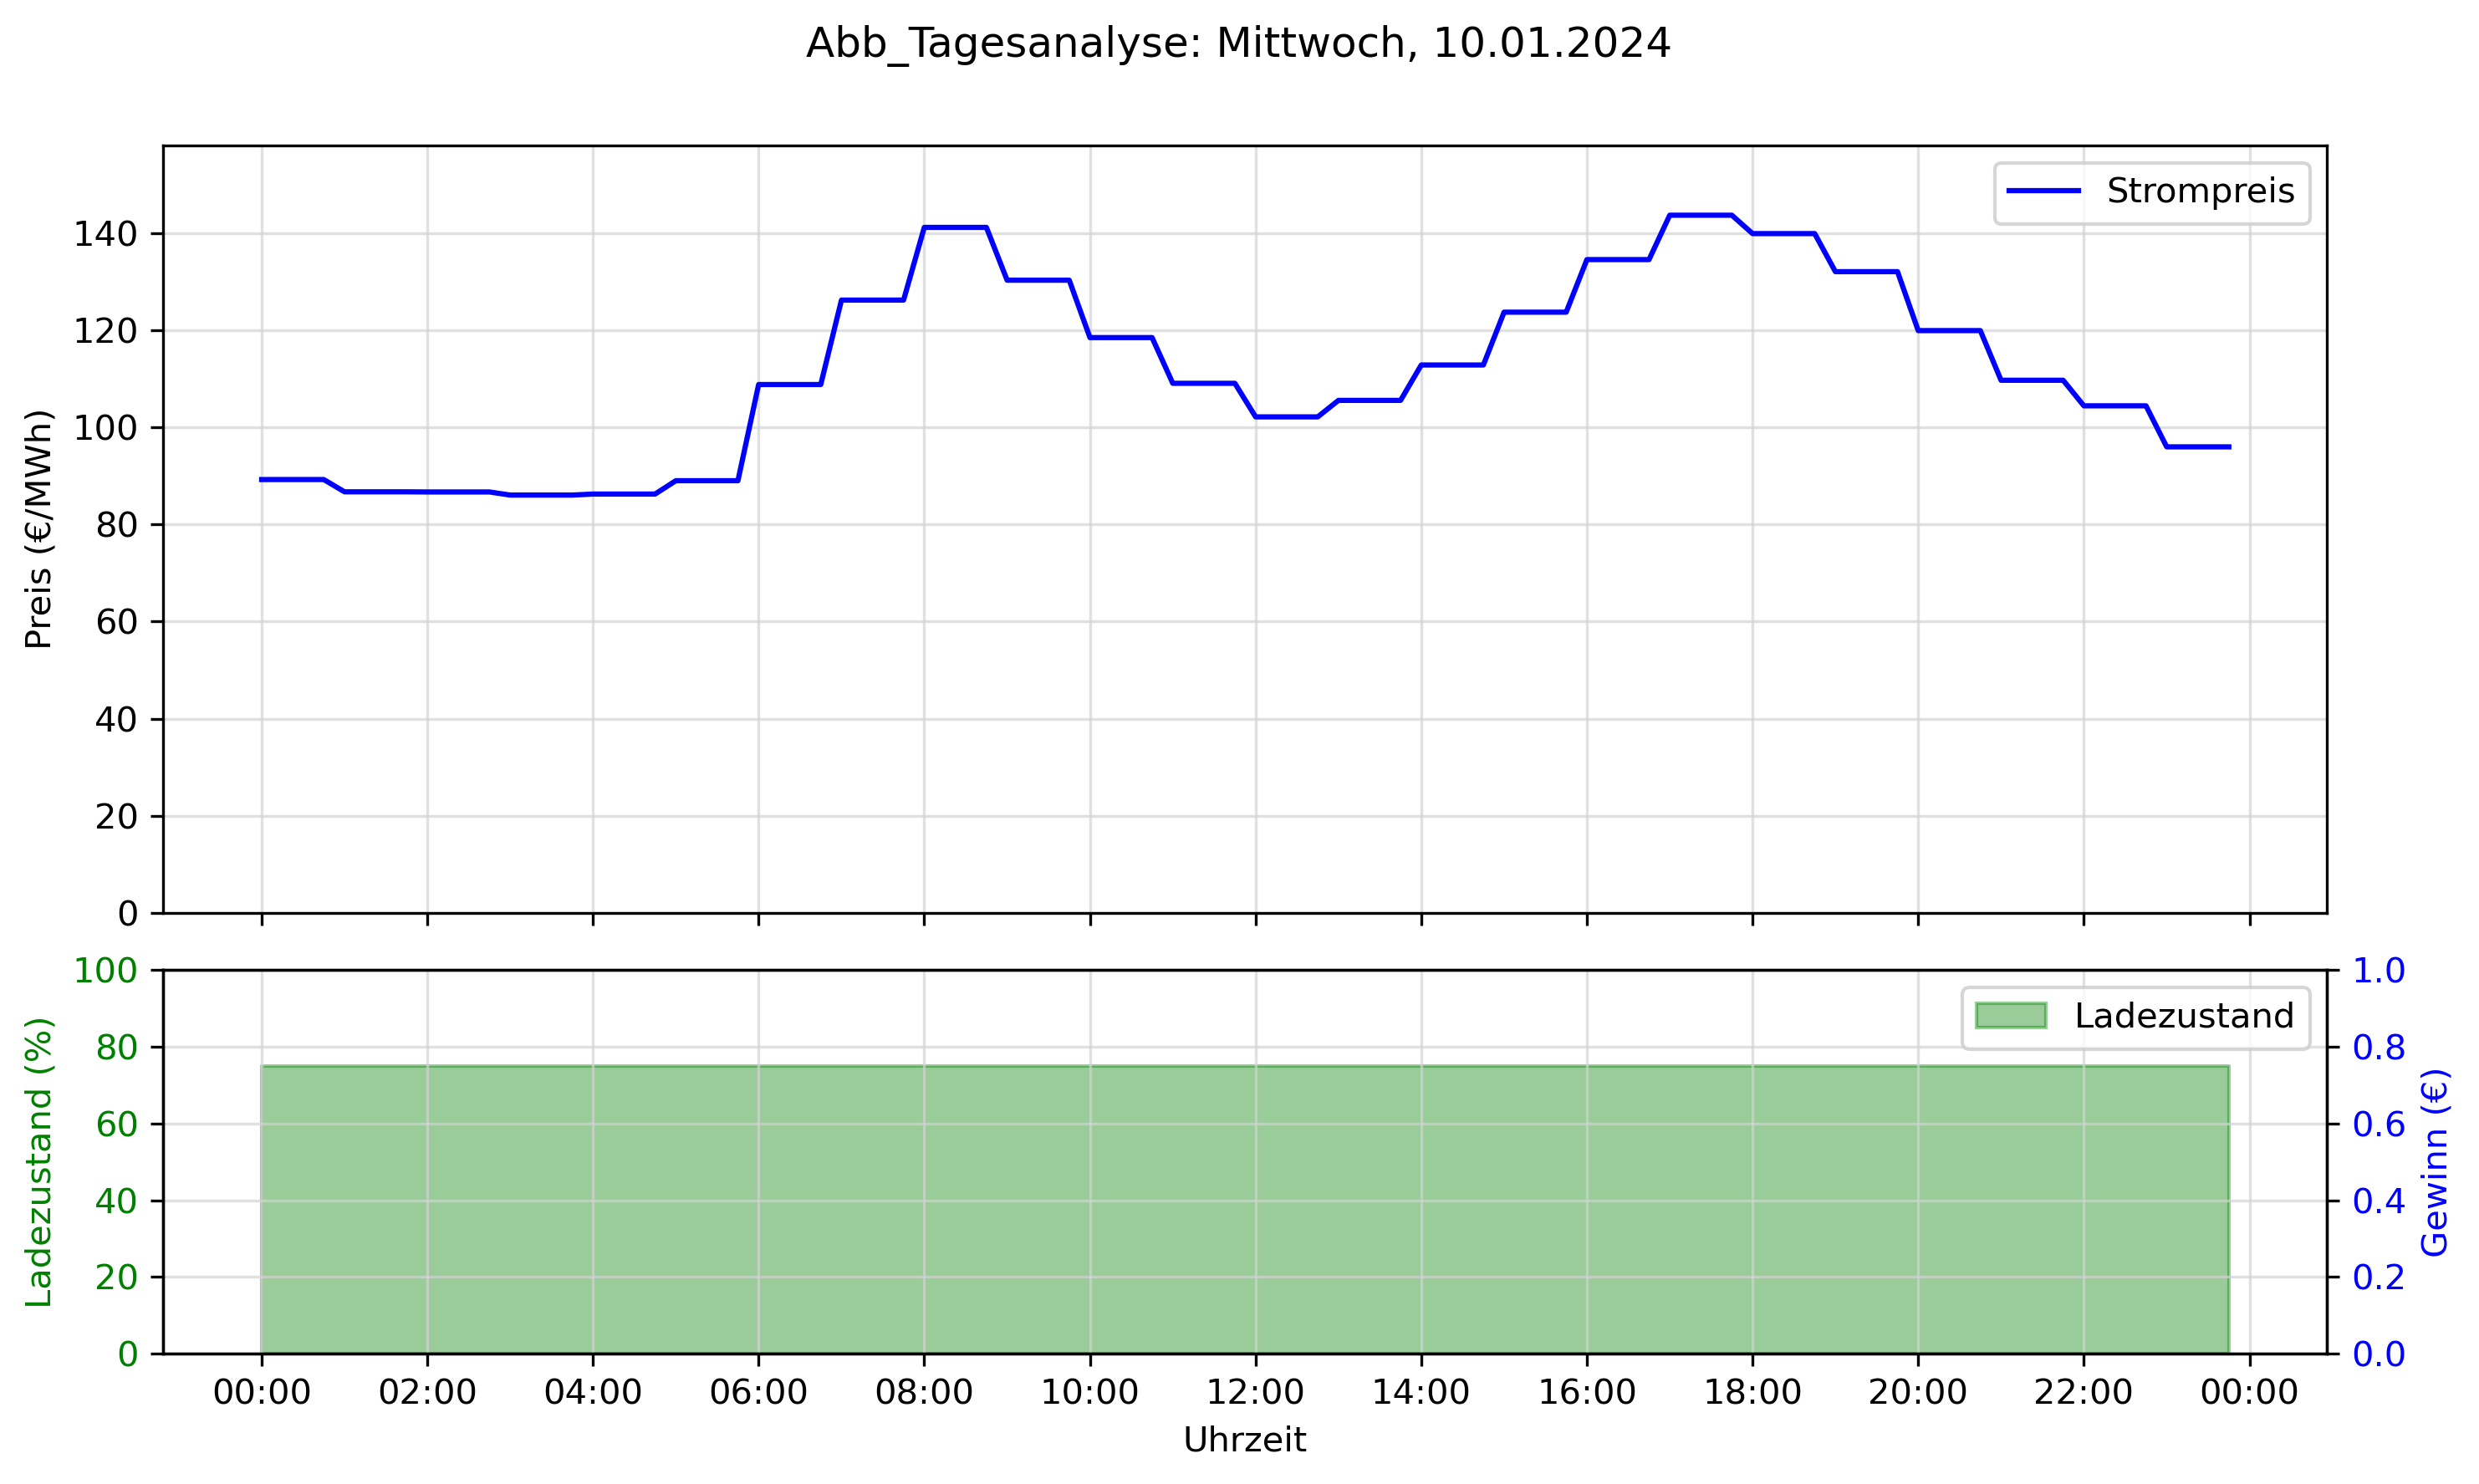 Abb_Tagesanalyse: Mittwoch, 10.01.2024
Strompreis
Preis (€/MWh)
140
120
100
80
60
40
20
0
Ladezustand
Ladezustand (%)
100
80
60
40
20
0
Gewinn (€)
1.0
0.8
0.6
0.4
0.2
0.0
00:00 02:00 04:00 06:00 08:00 10:00 12:00 14:00 16:00 18:00 20:00 22:00 00:00
Uhrzeit